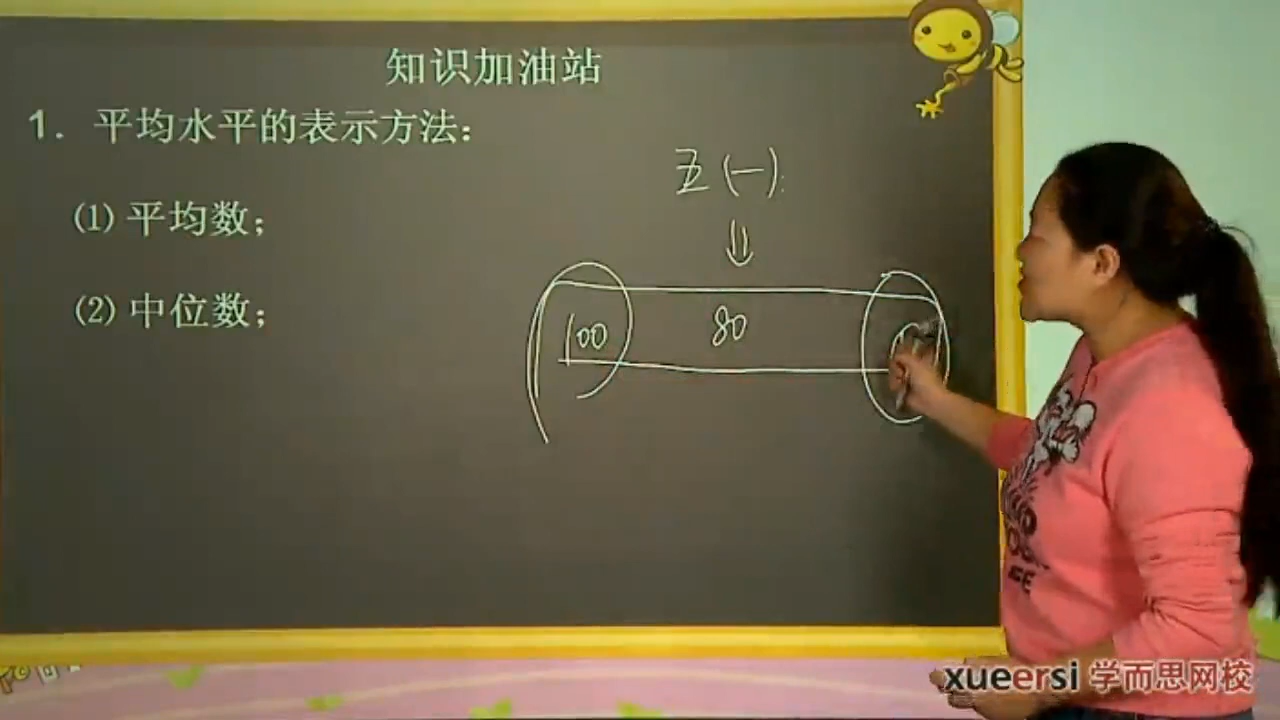 知识加油站
1. 平均水平的表示方法:
⑴ 平均数;
⑵ 中位数;
五(一)
100
80
xueersi 学而思网校